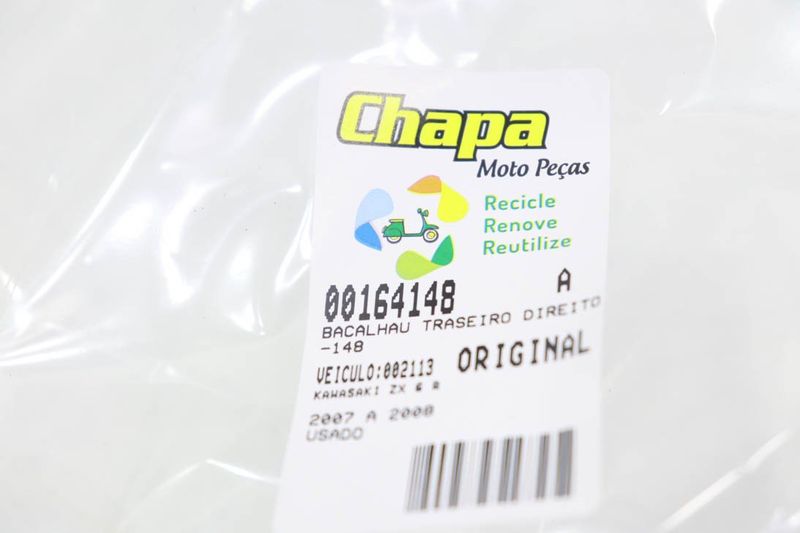 Chapa
Moto Peças
Recicle
Renove
Reutilize
00164148 A
BACALHAU TRASEIRO DIREITO
-148
VEICULO:002113 ORIGINAL
KAWASAKI ZX 6 R
2007 A 2008
USADO